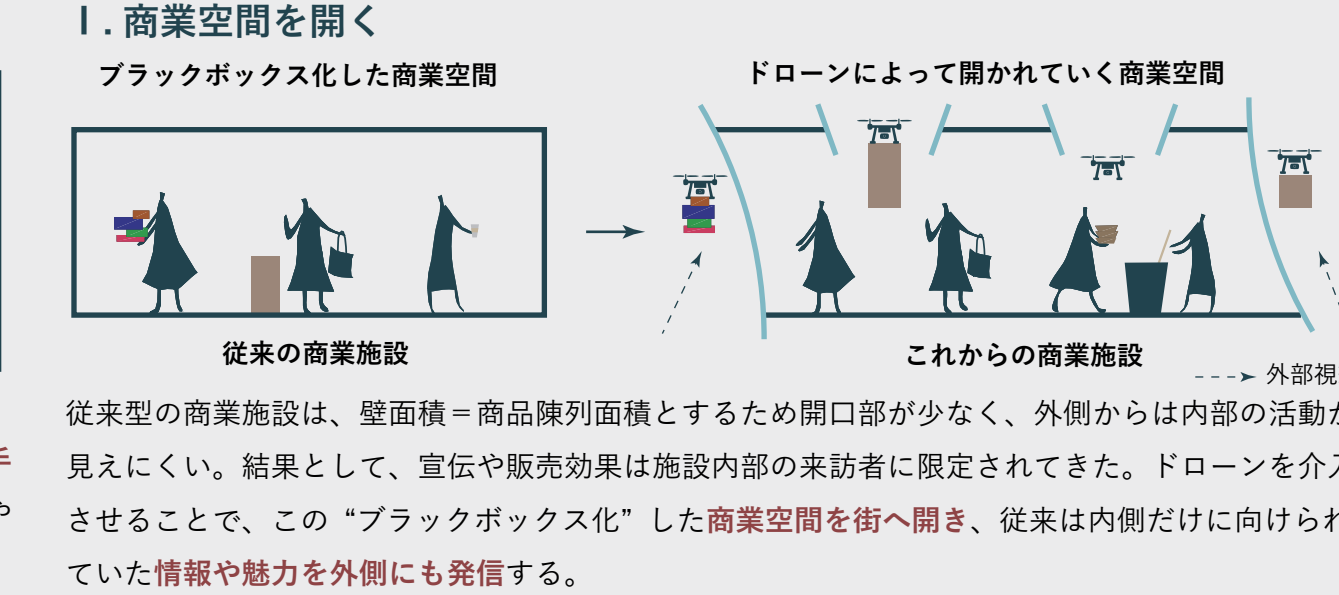 Ⅰ. 商業空間を開く
ブラックボックス化した商業空間
ドローンによって開かれていく商業空間
従来の商業施設
これからの商業施設
外部視
従来型の商業施設は、壁面積＝商品陳列面積とするため開口部が少なく、外側からは内部の活動が
見えにくい。結果として、宣伝や販売効果は施設内部の来訪者に限定されてきた。ドローンを介入
させることで、この“ブラックボックス化”した商業空間を街へ開き、従来は内側だけに向けられ
ていた情報や魅力を外側にも発信する。